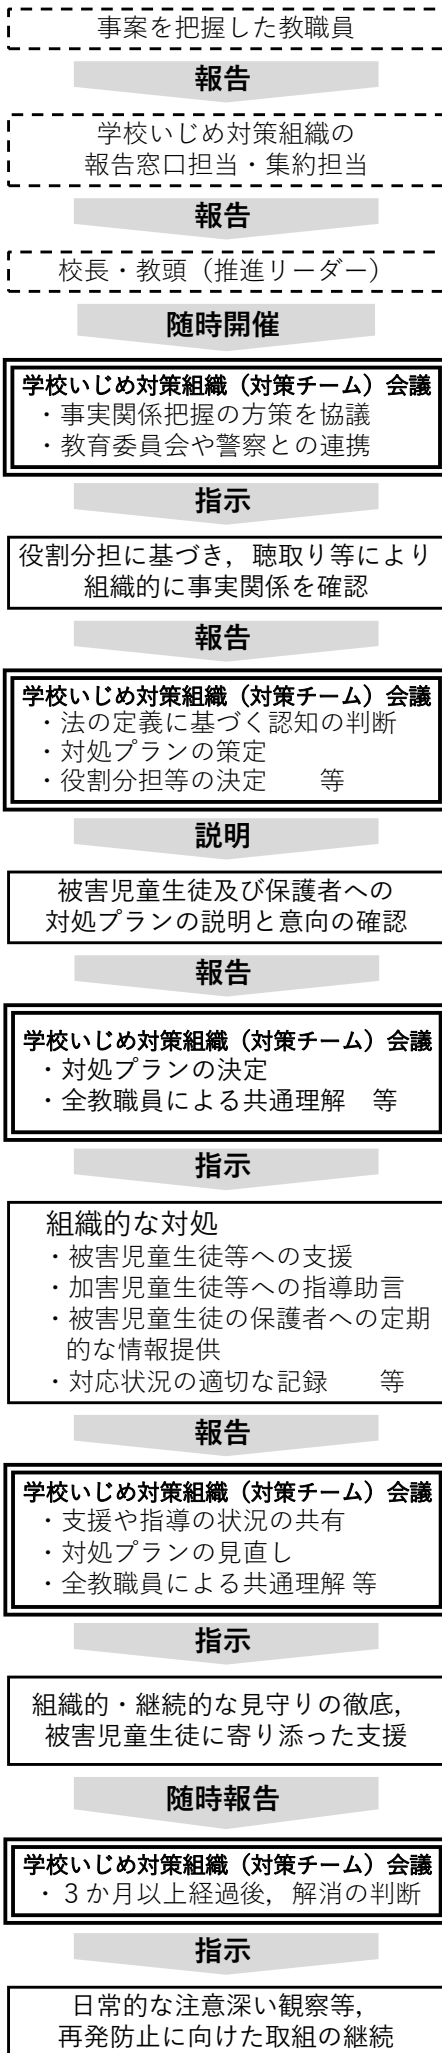 事案を把握した教職員
報告
学校いじめ対策組織の
報告窓口担当・集約担当
報告
校長・教頭（推進リーダー）
随時開催
学校いじめ対策組織（対策チーム）会議
・事実関係把握の方策を協議
・教育委員会や警察との連携
指示
役割分担に基づき，聴取り等により
組織的に事実関係を確認
報告
学校いじめ対策組織（対策チーム）会議
・法の定義に基づく認知の判断
・対処プランの策定
・役割分担等の決定　　等
説明
被害児童生徒及び保護者への
対処プランの説明と意向の確認
報告
学校いじめ対策組織（対策チーム）会議
・対処プランの決定
・全教職員による共通理解　等
指示
組織的な対処
・被害児童生徒等への支援
・加害児童生徒等への指導助言
・被害児童生徒の保護者への定期
的な情報提供
・対応状況の適切な記録　　等
報告
学校いじめ対策組織（対策チーム）会議
・支援や指導の状況の共有
・対処プランの見直し
・全教職員による共通理解 等
指示
組織的・継続的な見守りの徹底，
被害児童生徒に寄り添った支援
随時報告
学校いじめ対策組織（対策チーム）会議
・３か月以上経過後，解消の判断
指示
日常的な注意深い観察等，
再発防止に向けた取組の継続